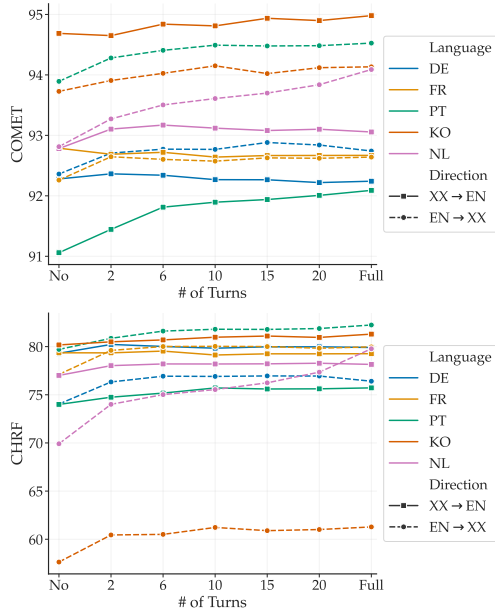 95
94
93
92
91
COMET
No 2 6 10 15 20 Full
# of Turns
Language
DE
FR
PT
KO
NL
Direction
XX → EN
EN → XX
80
75
70
65
60
CHRF
No 2 6 10 15 20 Full
# of Turns
Language
DE
FR
PT
KO
NL
Direction
XX → EN
EN → XX